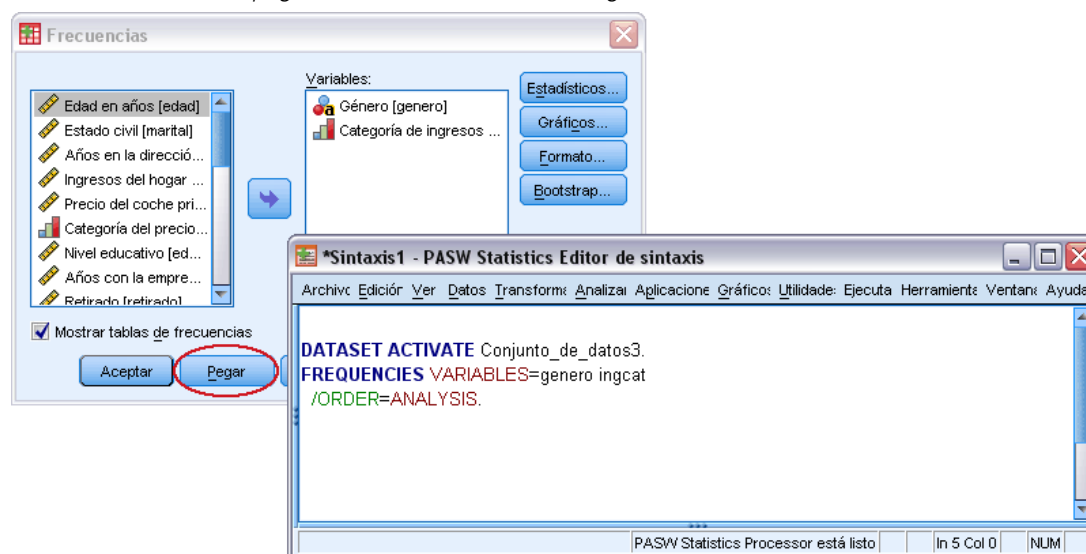 Frecuencias
Edad en años [edad]
Estado civil [marital]
Años en la direcció...
Ingresos del hogar ...
Precio del coche pri...
Categoría del precio...
Nivel educativo [ed...
Años con la empre...
Retirado [retirado]
Variables:
Género [genero]
Categoría de ingresos ...
Estadísticos...
Gráficos...
Formato...
Bootstrap...
Mostrar tablas de frecuencias
Aceptar
Pegar
*Sintaxis1 - PASW Statistics Editor de sintaxis
Archivo Edición Ver Datos Transforma Analizar Aplicacione Gráficos Utilidades Ejecuta Herramienta Ventana Ayuda
DATASET ACTIVATE Conjunto_de_datos3.
FREQUENCIES VARIABLES=genero ingcat
/ORDER=ANALYSIS.
PASW Statistics Processor está listo In 5 Col 0 NUM